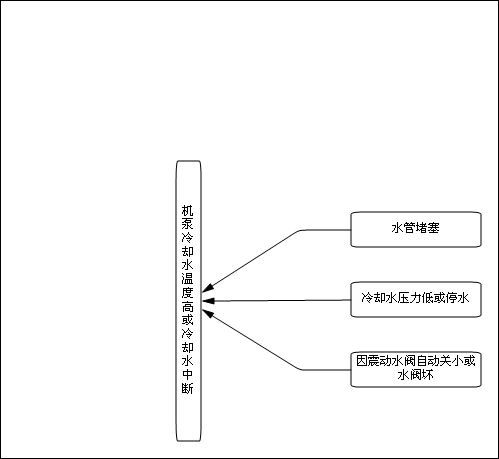 机泵冷却水温度高或冷却水中断
水管堵塞
冷却水压力低或停水
因震动水阀自动关小或
水阀坏